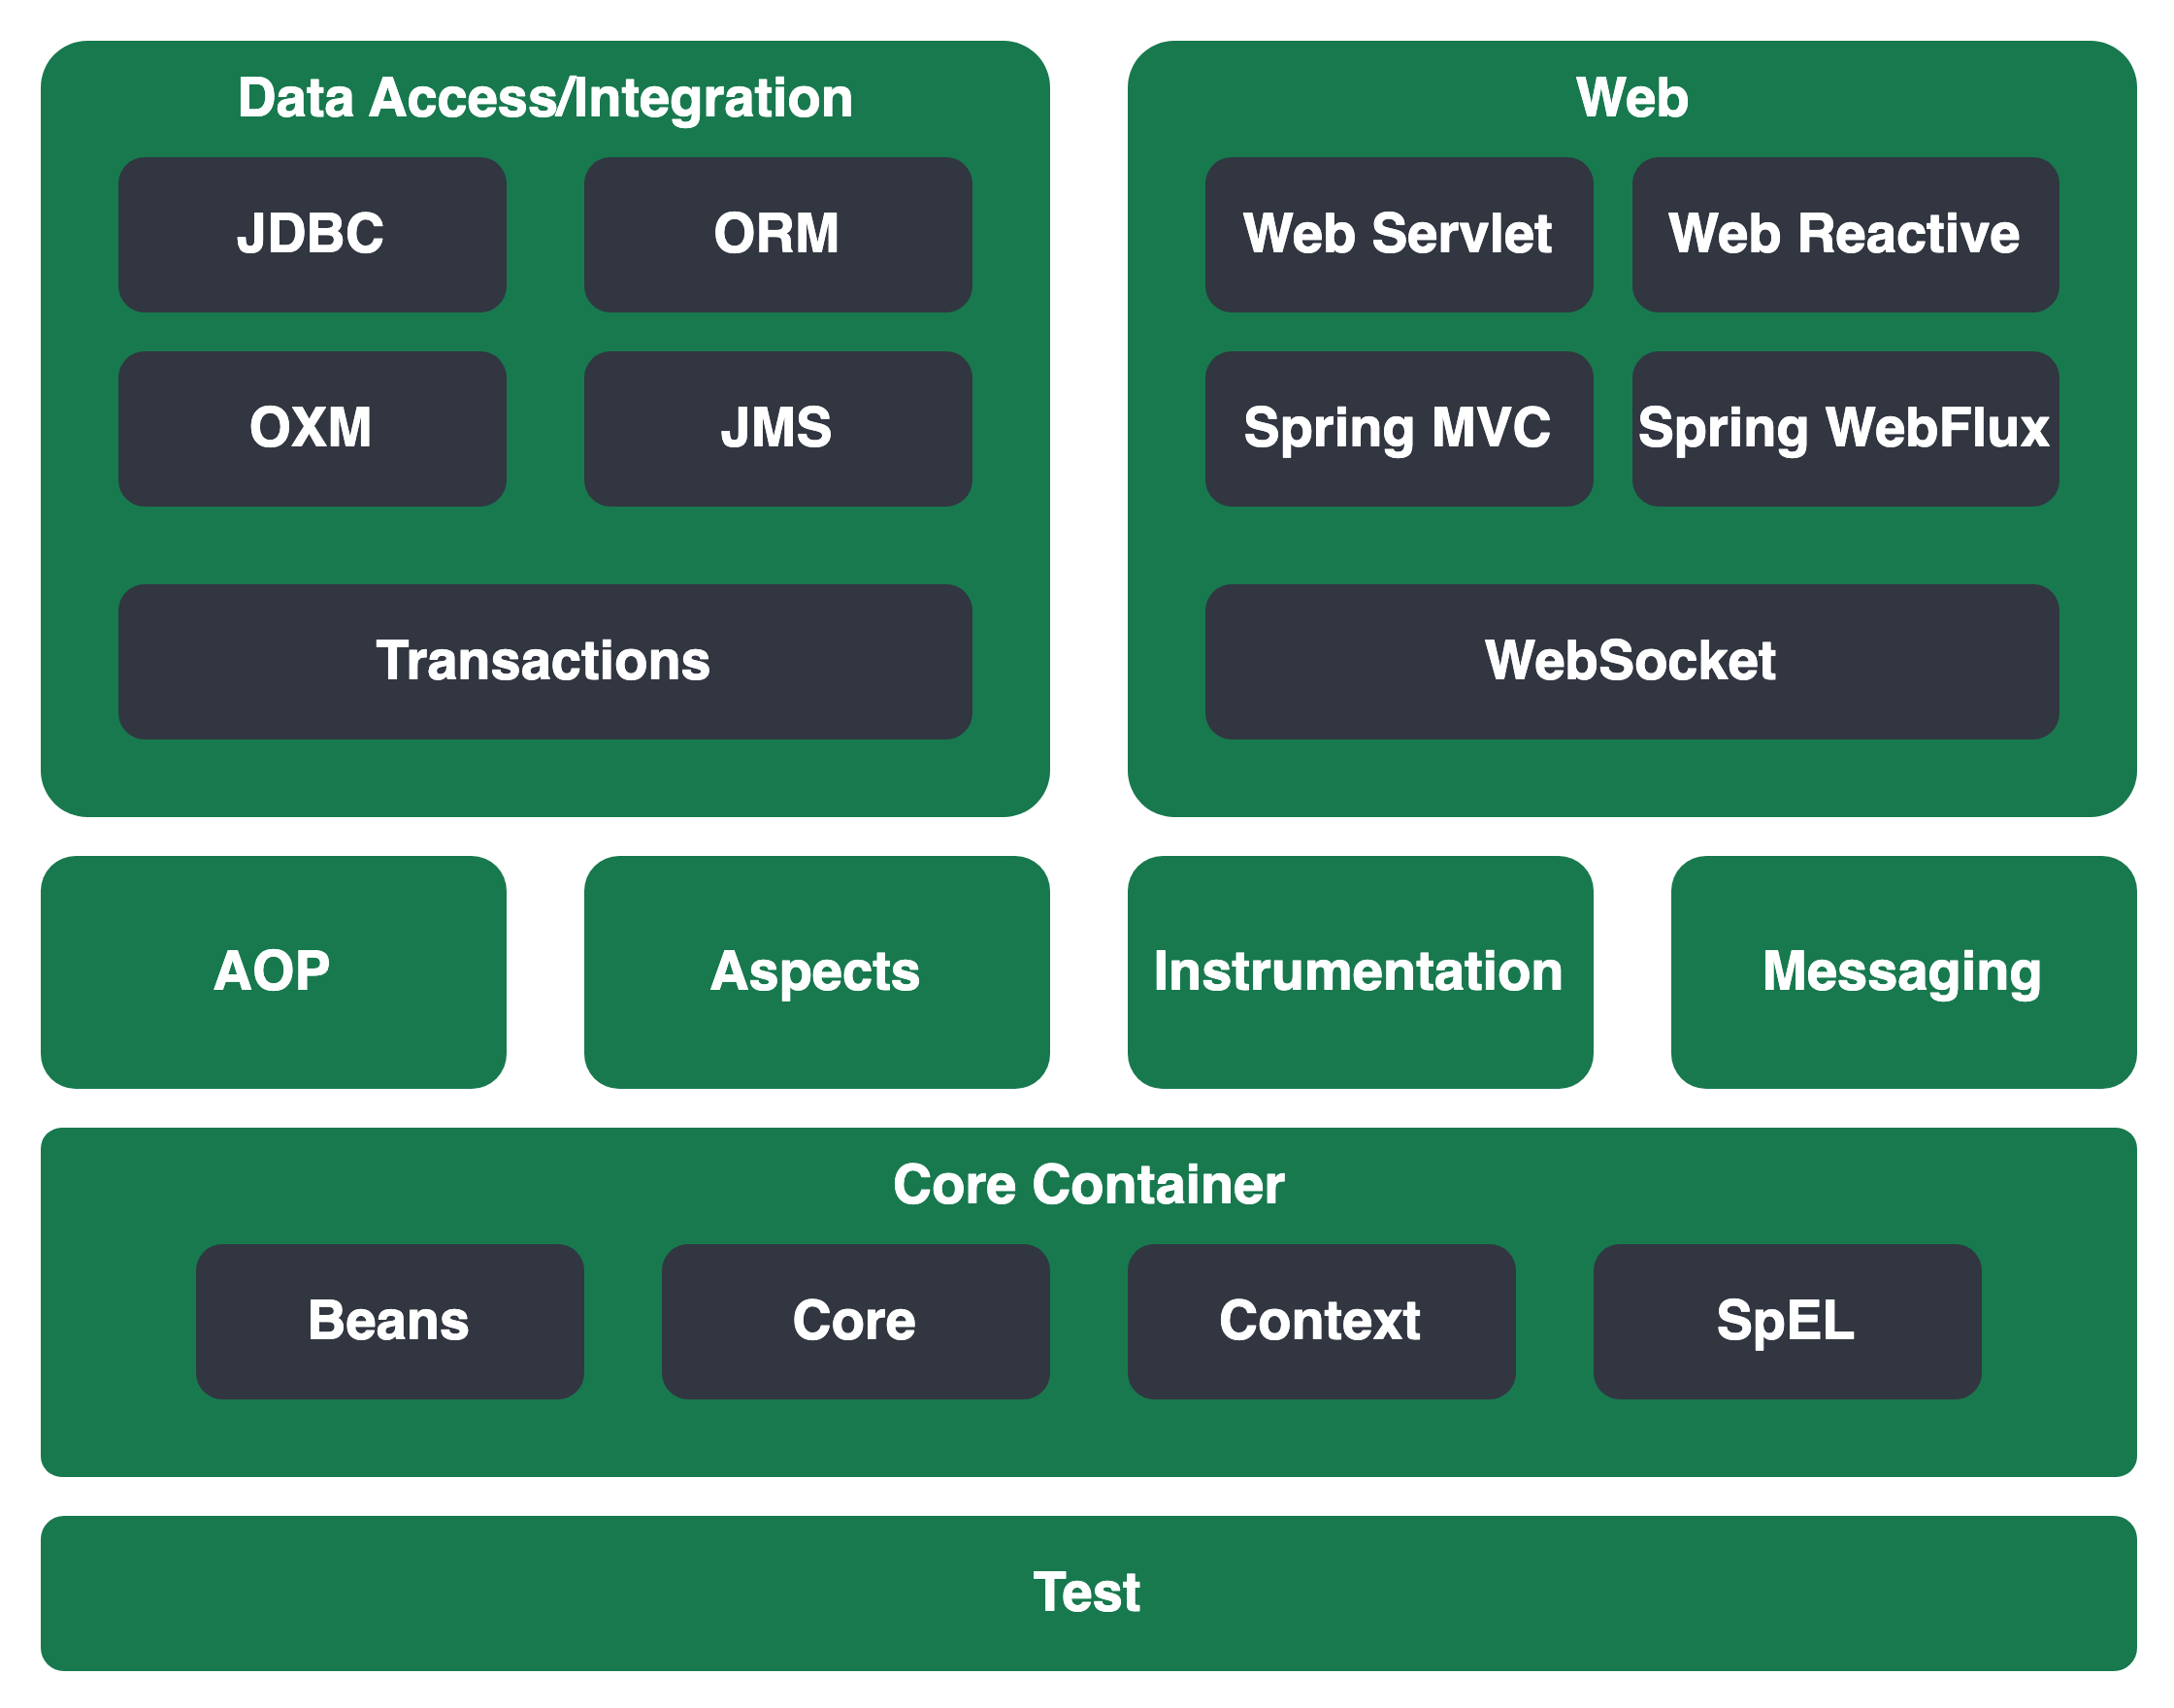 Data Access/Integration
JDBC
ORM
OXM
JMS
Transactions
Web
Web Servlet
Web Reactive
Spring MVC
Spring WebFlux
WebSocket
AOP
Aspects
Instrumentation
Messaging
Core Container
Beans
Core
Context
SpEL
Test